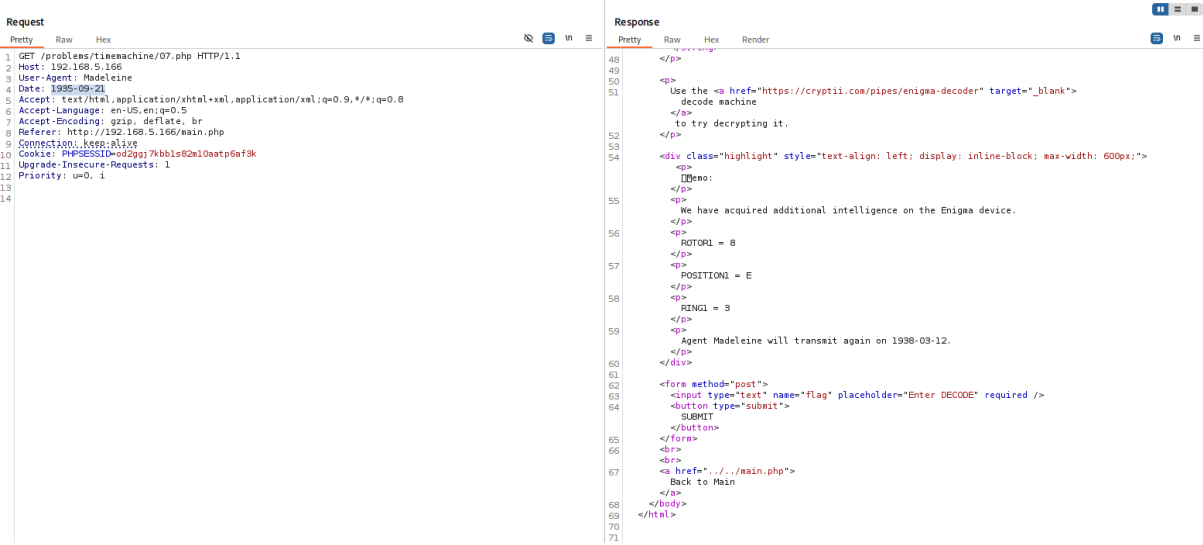 Request
Pretty Raw Hex
\n
1 GET /problems/timemachine/07.php HTTP/1.1
2 Host: 192.168.5.166
3 User-Agent: Madeleine
4 Date: 1935-09-21
5 Accept: text/html,application/xhtml+xml,application/xml;q=0.9,*/*;q=0.8
6 Accept-Language: en-US,en;q=0.5
7 Accept-Encoding: gzip, deflate, br
8 Referer: http://192.168.5.166/main.php
9 Connection: keep-alive
10 Cookie: PHPSESSID=od2ggj7kbb1s82m10aatp6af3k
11 Upgrade-Insecure-Requests: 1
12 Priority: u=0, i
13
14
Response
Pretty Raw Hex Render
\n
</strong>
48 </p>
49
50 <p>
51 Use the <a href="https://cryptii.com/pipes/enigma-decoder" target="_blank">
decode machine
</a>
to try decrypting it.
52 </p>
53
54 <div class="highlight" style="text-align: left; display: inline-block; max-width: 600px;">
<p>
Memo:
</p>
55 <p>
We have acquired additional intelligence on the Enigma device.
</p>
56 <p>
ROTOR1 = 8
</p>
57 <p>
POSITION1 = E
</p>
58 <p>
RING1 = 3
</p>
59 <p>
Agent Madeleine will transmit again on 1938-03-12.
</p>
60 </div>
61
62 <form method="post">
63 <input type="text" name="flag" placeholder="Enter DECODE" required />
64 <button type="submit">
SUBMIT
</button>
65 </form>
66 <br>
<br>
67 <a href="../../main.php">
Back to Main
</a>
68 </body>
69 </html>
70
71